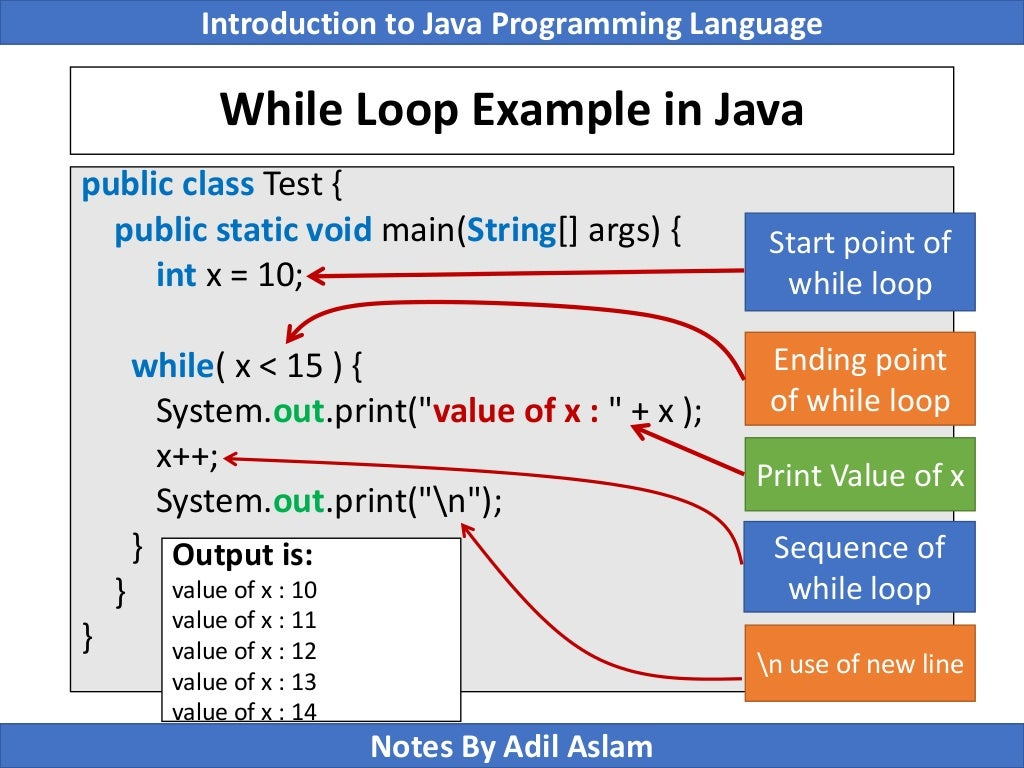 Introduction to Java Programming Language
While Loop Example in Java
public class Test {
public static void main(String[] args) {
int x = 10;
while( x < 15 ) {
System.out.print("value of x : " + x );
x++;
System.out.print("\n");
}
}
}
Start point of
while loop
Ending point
of while loop
Print Value of x
Sequence of
while loop
\n use of new line
Output is:
value of x : 10
value of x : 11
value of x : 12
value of x : 13
value of x : 14
Notes By Adil Aslam